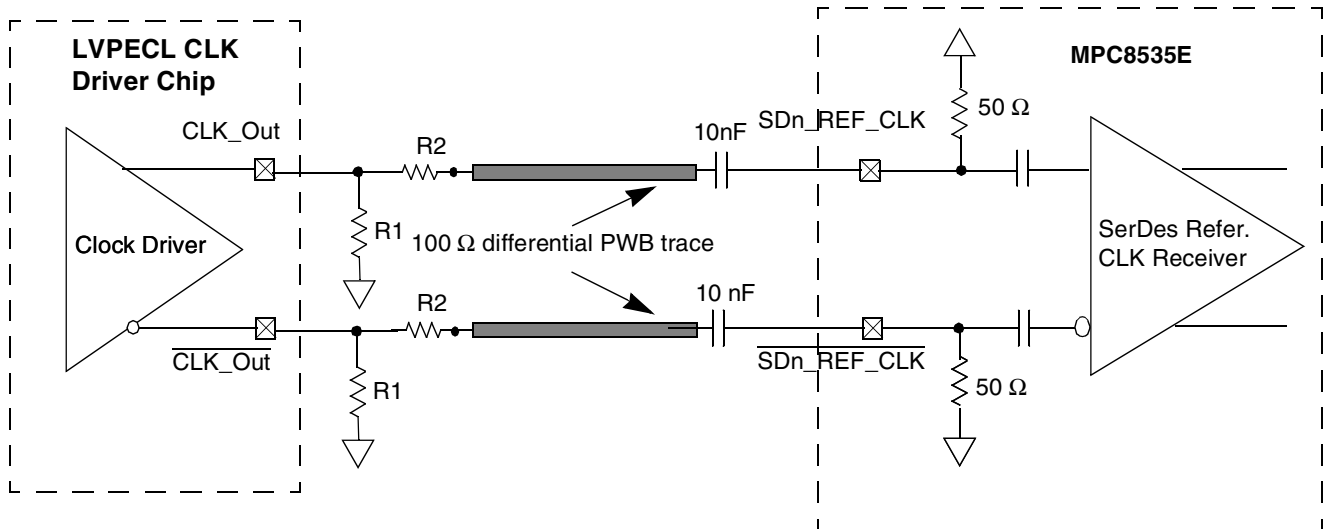 LVPECL CLK
Driver Chip
MPC8535E
CLK_Out
R2
10nF
SDn_REF_CLK
50 Ω
Clock Driver
R1
100 Ω differential PWB trace
SerDes Refer.
CLK Receiver
R2
10 nF
CLK_Out
SDn_REF_CLK
R1
50 Ω